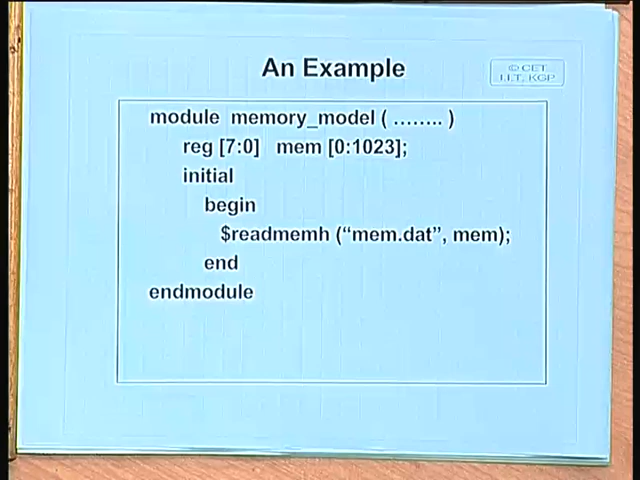 An Example
© CET
I.I.T, KGP
module memory_model ( ........ )
reg [7:0] mem [0:1023];
initial
begin
$readmemh (“mem.dat”, mem);
end
endmodule